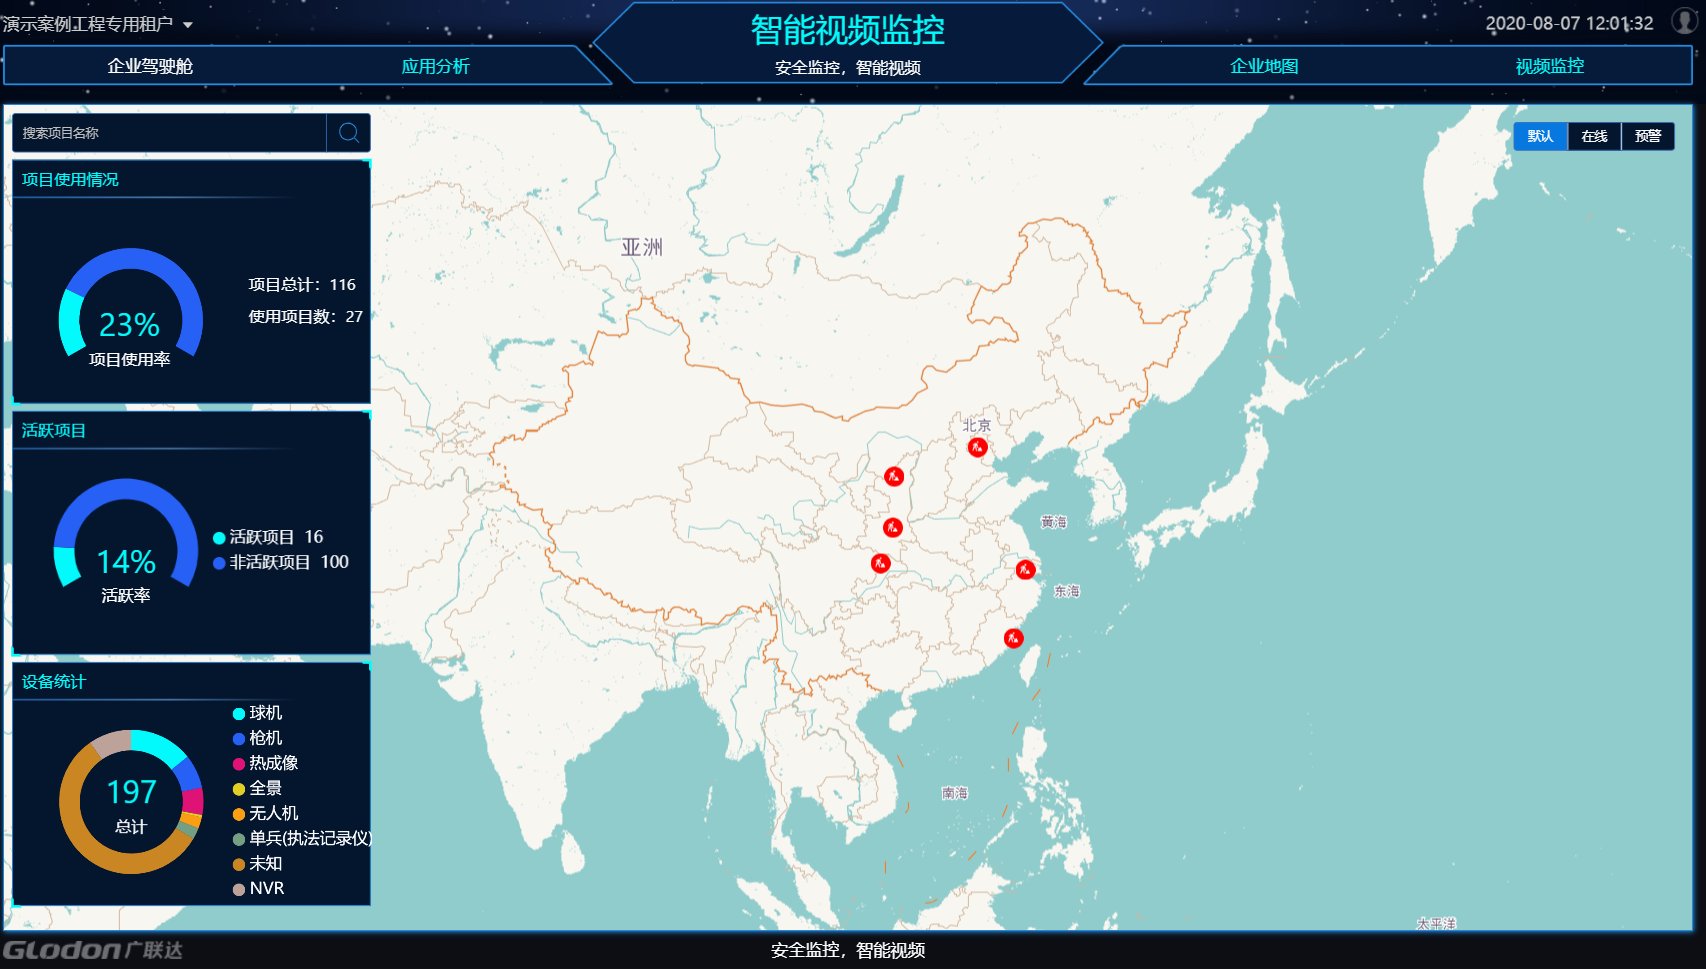 演示案例工程专用租户
智能视频监控
2020-08-07 12:01:32
企业驾驶舱
应用分析
安全监控，智能视频
企业地图
视频监控
搜索项目名称
默认
在线
预警
项目使用情况
23%
项目使用率
项目总计：116
使用项目数：27
活跃项目
14%
活跃率
活跃项目 16
非活跃项目 100
设备统计
197
总计
球机
枪机
热成像
全景
无人机
单兵(执法记录仪)
未知
NVR
亚洲
北京
黄海
东海
南海
太平洋
GLodon广联达
安全监控，智能视频